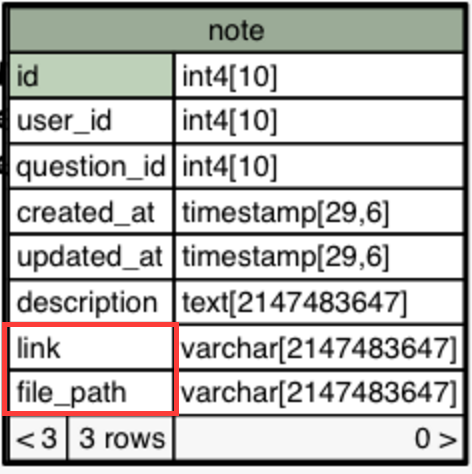 note
id int4[10]
user_id int4[10]
question_id int4[10]
created_at timestamp[29,6]
updated_at timestamp[29,6]
description text[2147483647]
link varchar[2147483647]
file_path varchar[2147483647]
< 3 3 rows 0 >